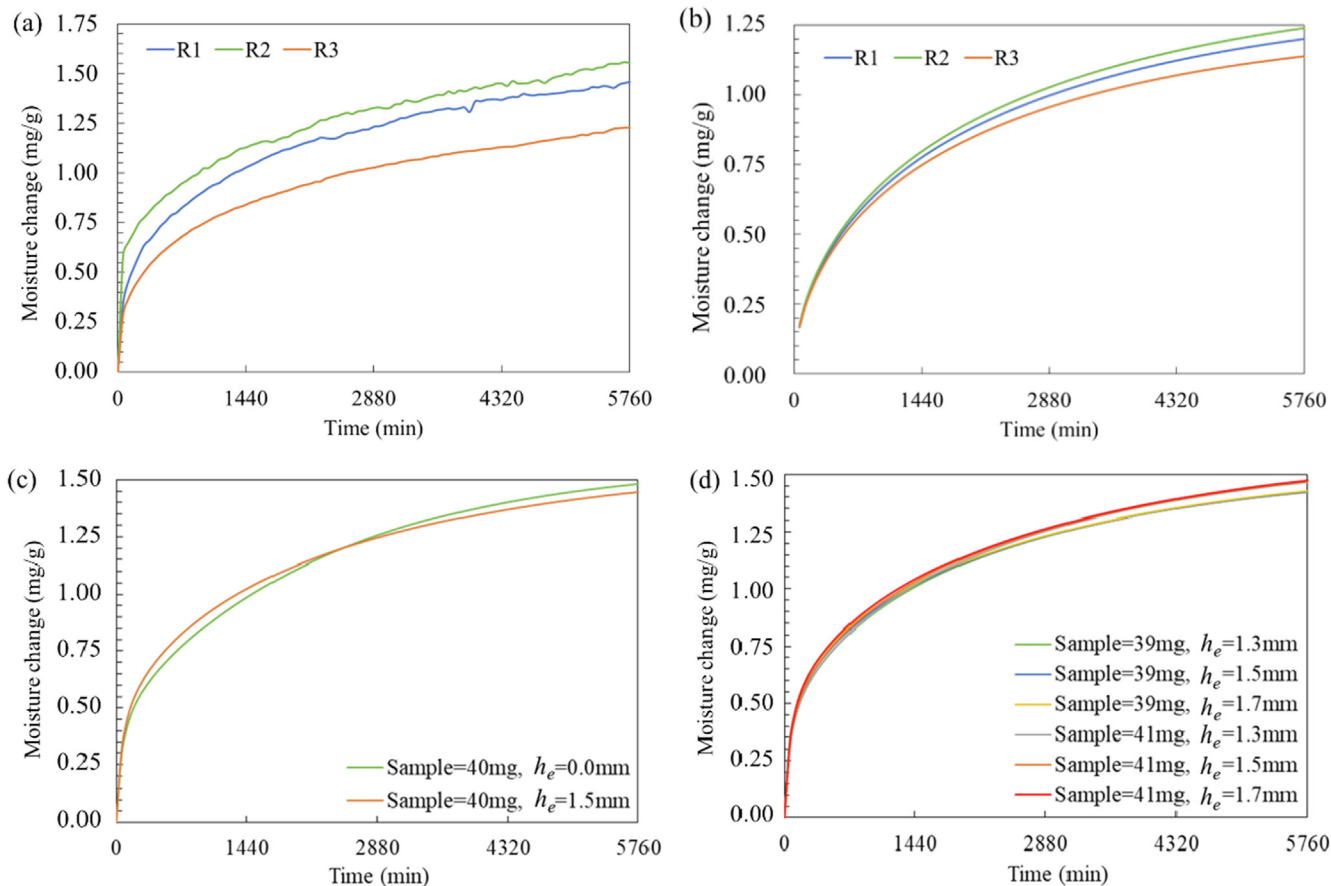 (a)
R1 R2 R3
Moisture change (mg/g)
1.75
1.50
1.25
1.00
0.75
0.50
0.25
0.00
0 1440 2880 4320 5760
Time (min)
(b)
R1 R2 R3
Moisture change (mg/g)
1.25
1.00
0.75
0.50
0.25
0.00
0 1440 2880 4320 5760
Time (min)
(c)
Moisture change (mg/g)
1.50
1.25
1.00
0.75
0.50
0.25
0.00
Sample=40mg, he=0.0mm
Sample=40mg, he=1.5mm
0 1440 2880 4320 5760
Time (min)
(d)
Moisture change (mg/g)
1.50
1.25
1.00
0.75
0.50
0.25
0.00
Sample=39mg, he=1.3mm
Sample=39mg, he=1.5mm
Sample=39mg, he=1.7mm
Sample=41mg, he=1.3mm
Sample=41mg, he=1.5mm
Sample=41mg, he=1.7mm
0 1440 2880 4320 5760
Time (min)